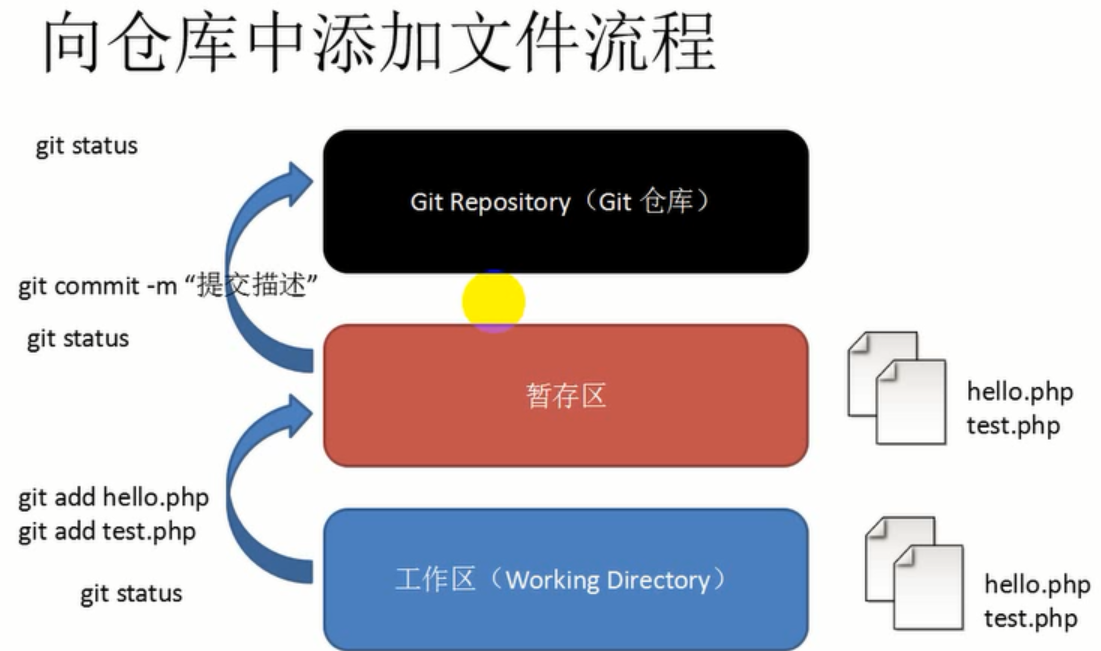 向仓库中添加文件流程
git status
Git Repository（Git 仓库）
git commit -m “提交描述”
git status
暂存区
hello.php
test.php
git add hello.php
git add test.php
工作区（Working Directory）
git status
hello.php
test.php